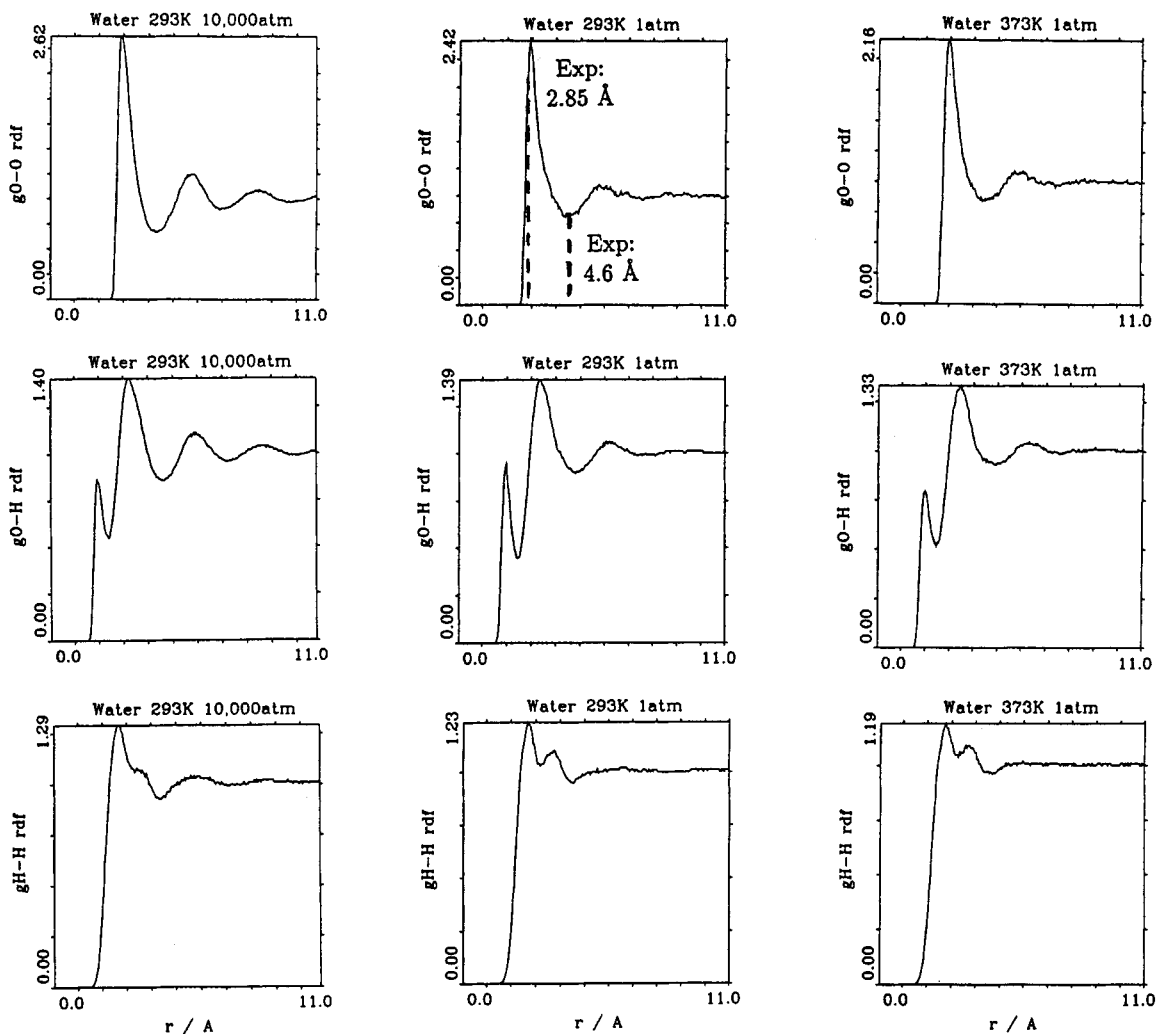 Water 293K 10,000atm
2.62
gO-O rdf
0.00
0.0
11.0
Water 293K 1atm
2.42
Exp:
2.85 Å
Exp:
4.6 Å
gO-O rdf
0.00
0.0
11.0
Water 373K 1atm
2.16
gO-O rdf
0.00
0.0
11.0
Water 293K 10,000atm
1.40
gO-H rdf
0.00
0.0
11.0
Water 293K 1atm
1.39
gO-H rdf
0.00
0.0
11.0
Water 373K 1atm
1.33
gO-H rdf
0.00
0.0
11.0
Water 293K 10,000atm
1.29
gH-H rdf
0.00
0.0
11.0
r / A
Water 293K 1atm
1.23
gH-H rdf
0.00
0.0
11.0
r / A
Water 373K 1atm
1.19
gH-H rdf
0.00
0.0
11.0
r / A